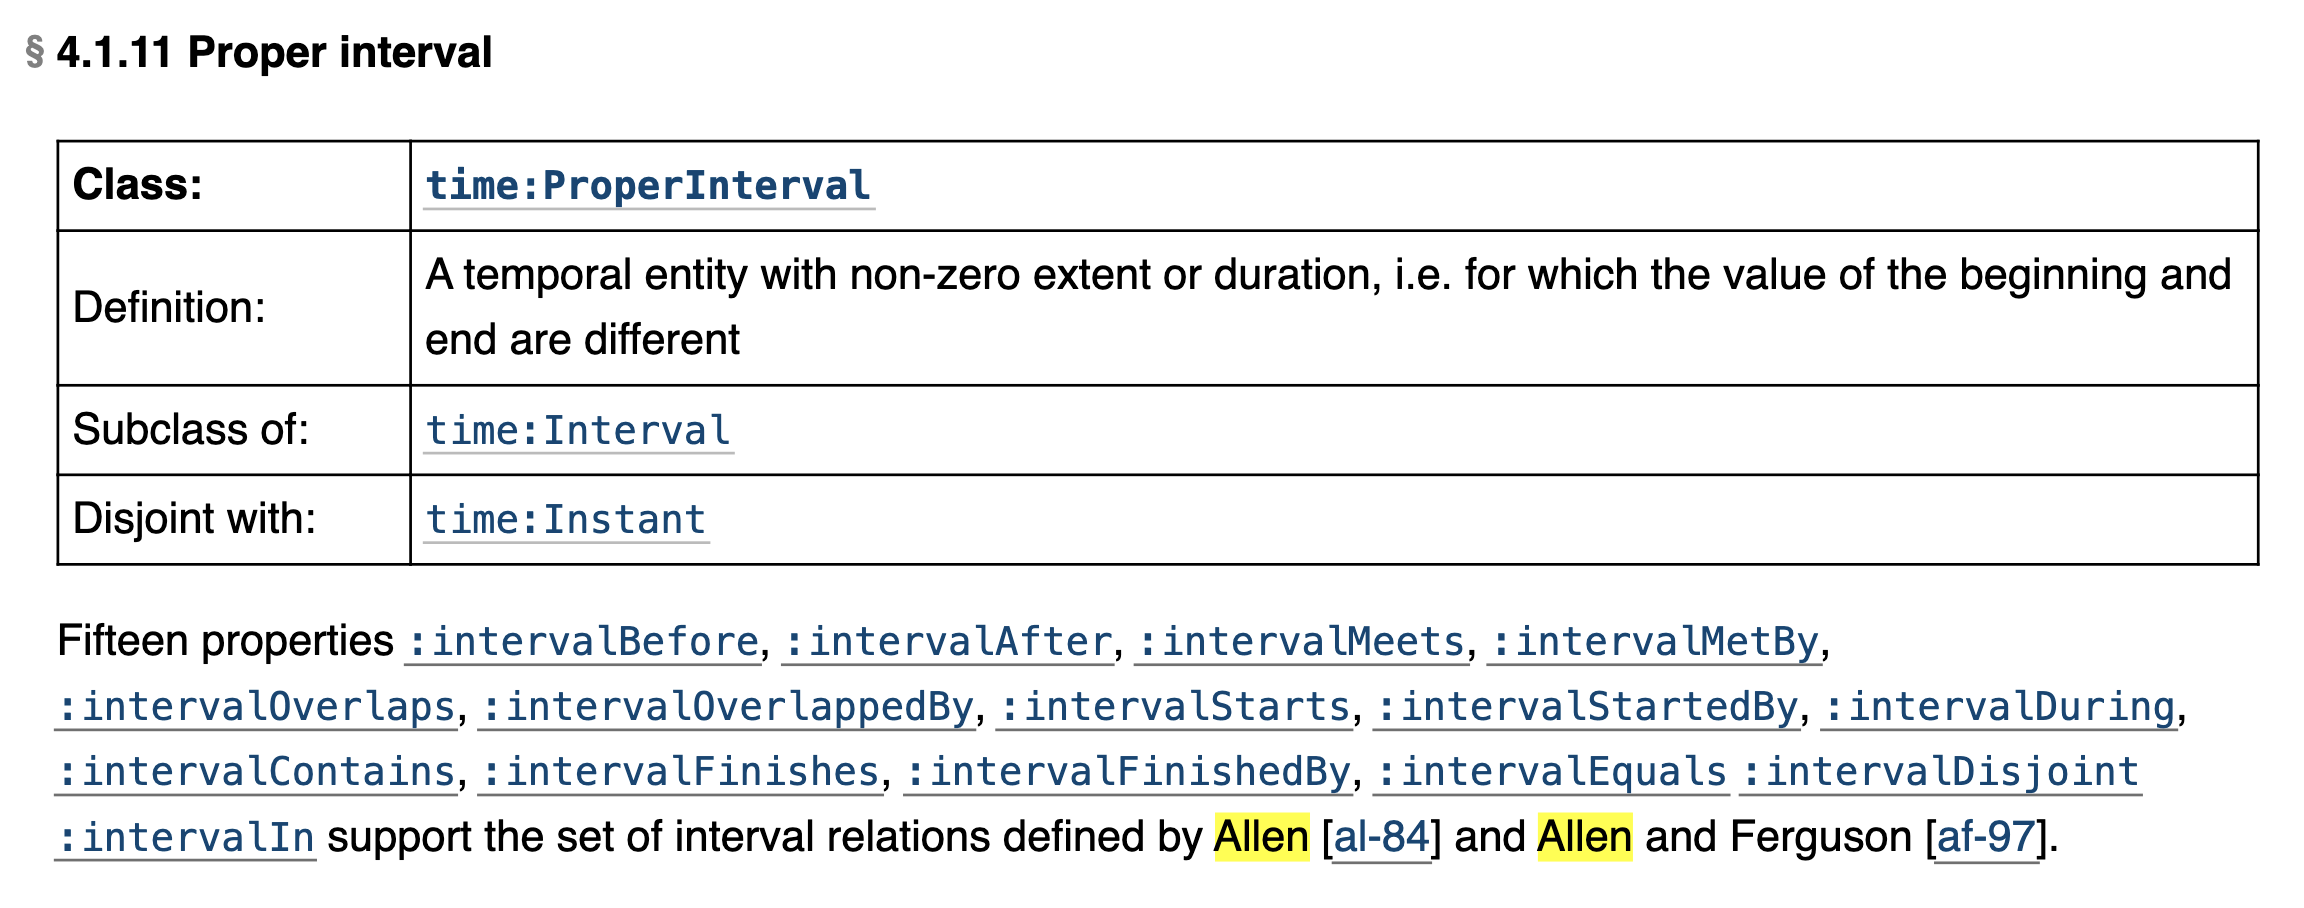 § 4.1.11 Proper interval
Class: time:ProperInterval
Definition: A temporal entity with non-zero extent or duration, i.e. for which the value of the beginning and
end are different
Subclass of: time:Interval
Disjoint with: time:Instant
Fifteen properties :intervalBefore, :intervalAfter, :intervalMeets, :intervalMetBy,
:intervalOverlaps, :intervalOverlappedBy, :intervalStarts, :intervalStartedBy, :intervalDuring,
:intervalContains, :intervalFinishes, :intervalFinishedBy, :intervalEquals :intervalDisjoint
:intervalIn support the set of interval relations defined by Allen [al-84] and Allen and Ferguson [af-97].